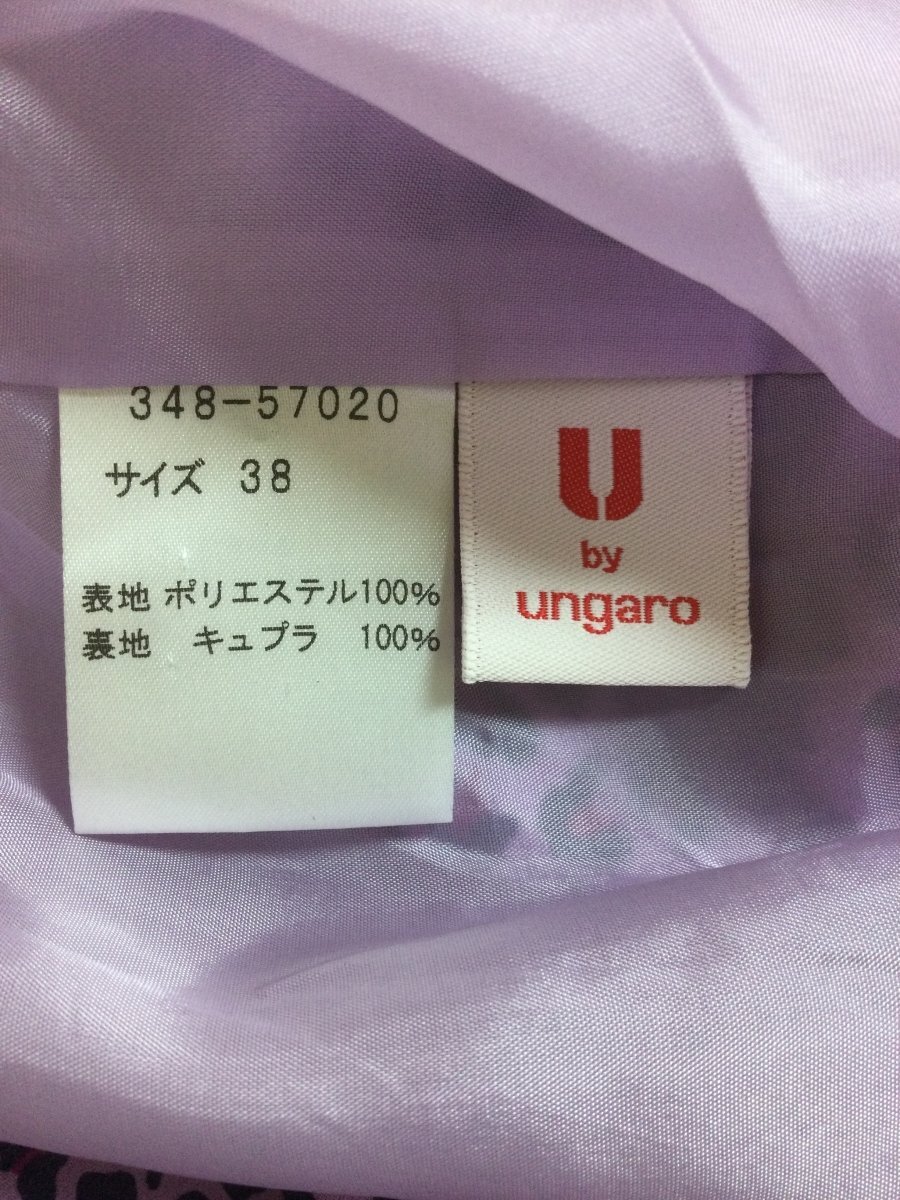 348-57020
サイズ 38
表地 ポリエステル100%
裏地 キュプラ 100%
U
by
ungaro